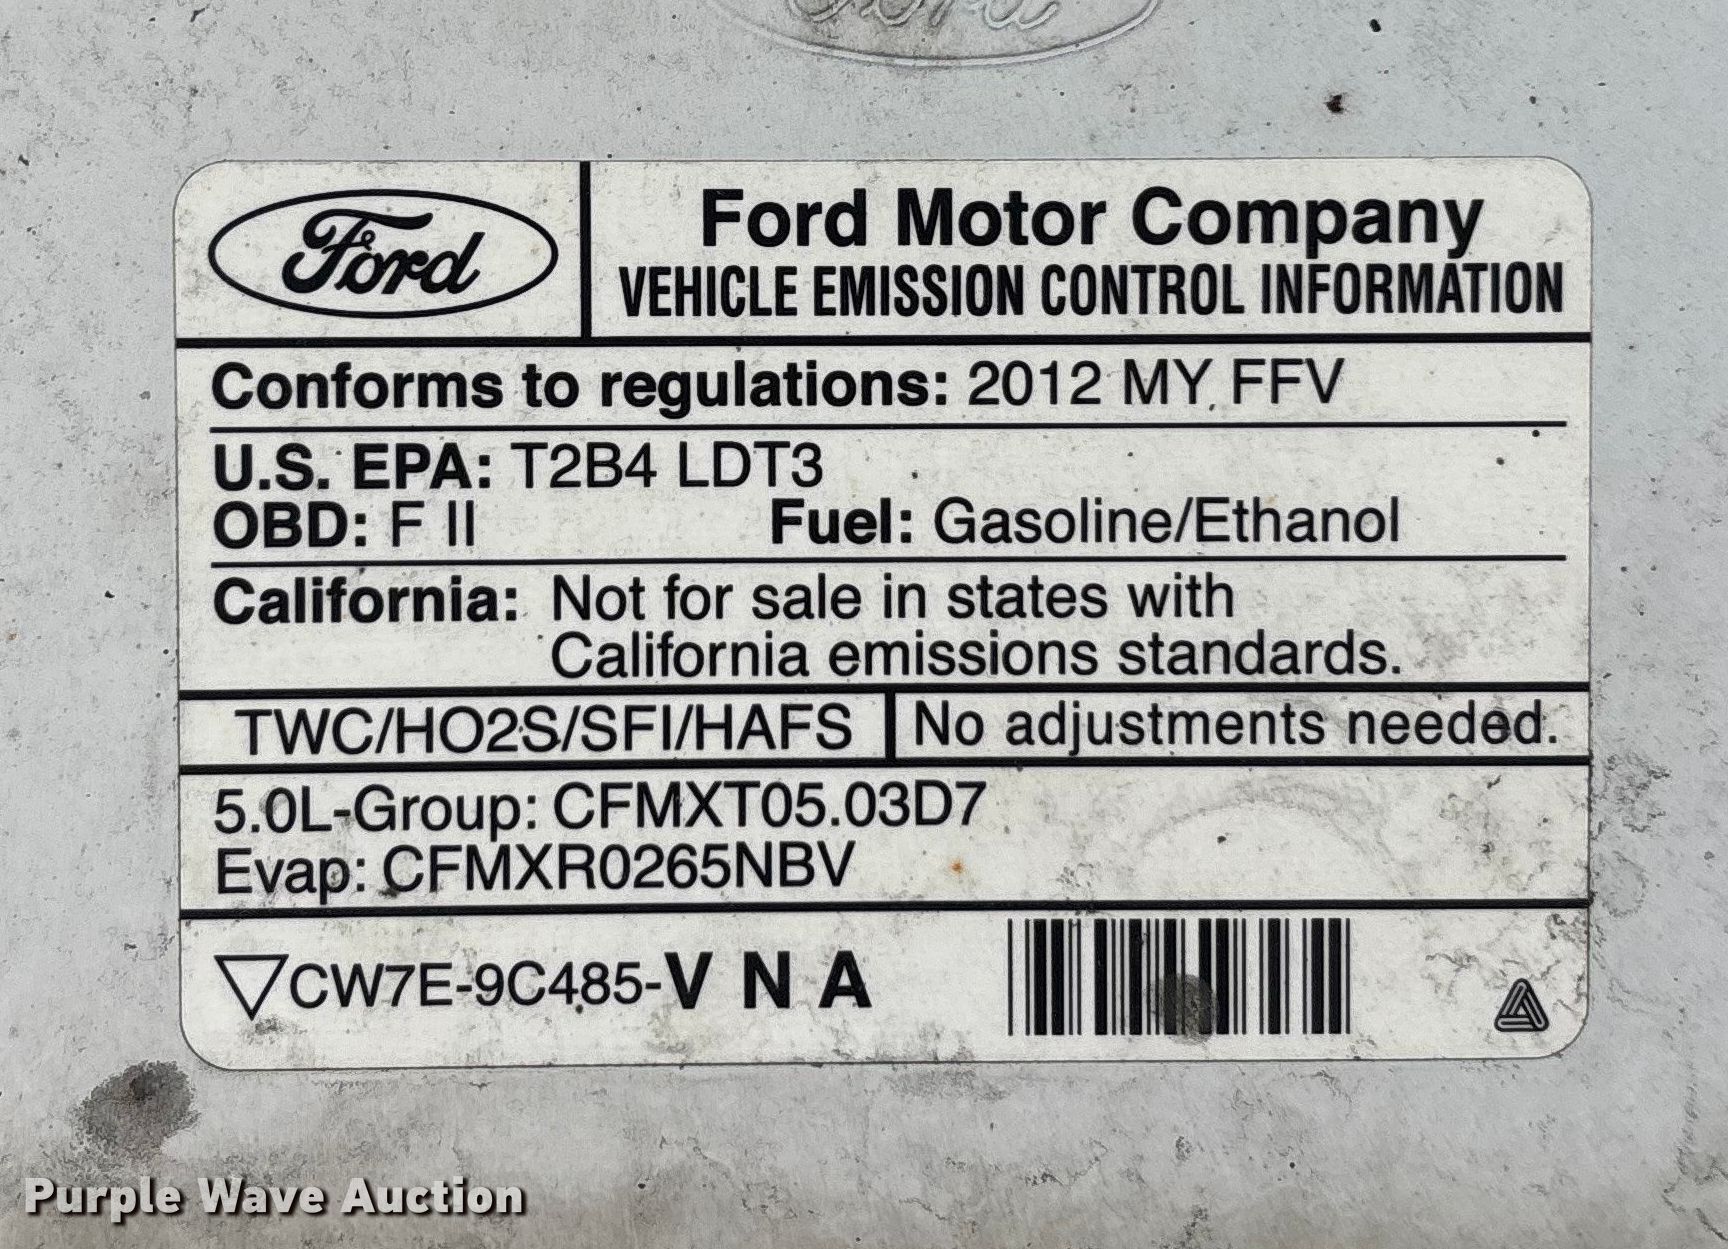 Ford
Ford
Ford Motor Company
VEHICLE EMISSION CONTROL INFORMATION
Conforms to regulations: 2012 MY FFV
U.S. EPA: T2B4 LDT3
OBD: F II Fuel: Gasoline/Ethanol
California: Not for sale in states with
California emissions standards.
TWC/HO2S/SFI/HAFS No adjustments needed.
5.0L-Group: CFMXT05.03D7
Evap: CFMXR0265NBV
CW7E-9C485-V N A
Purple Wave Auction